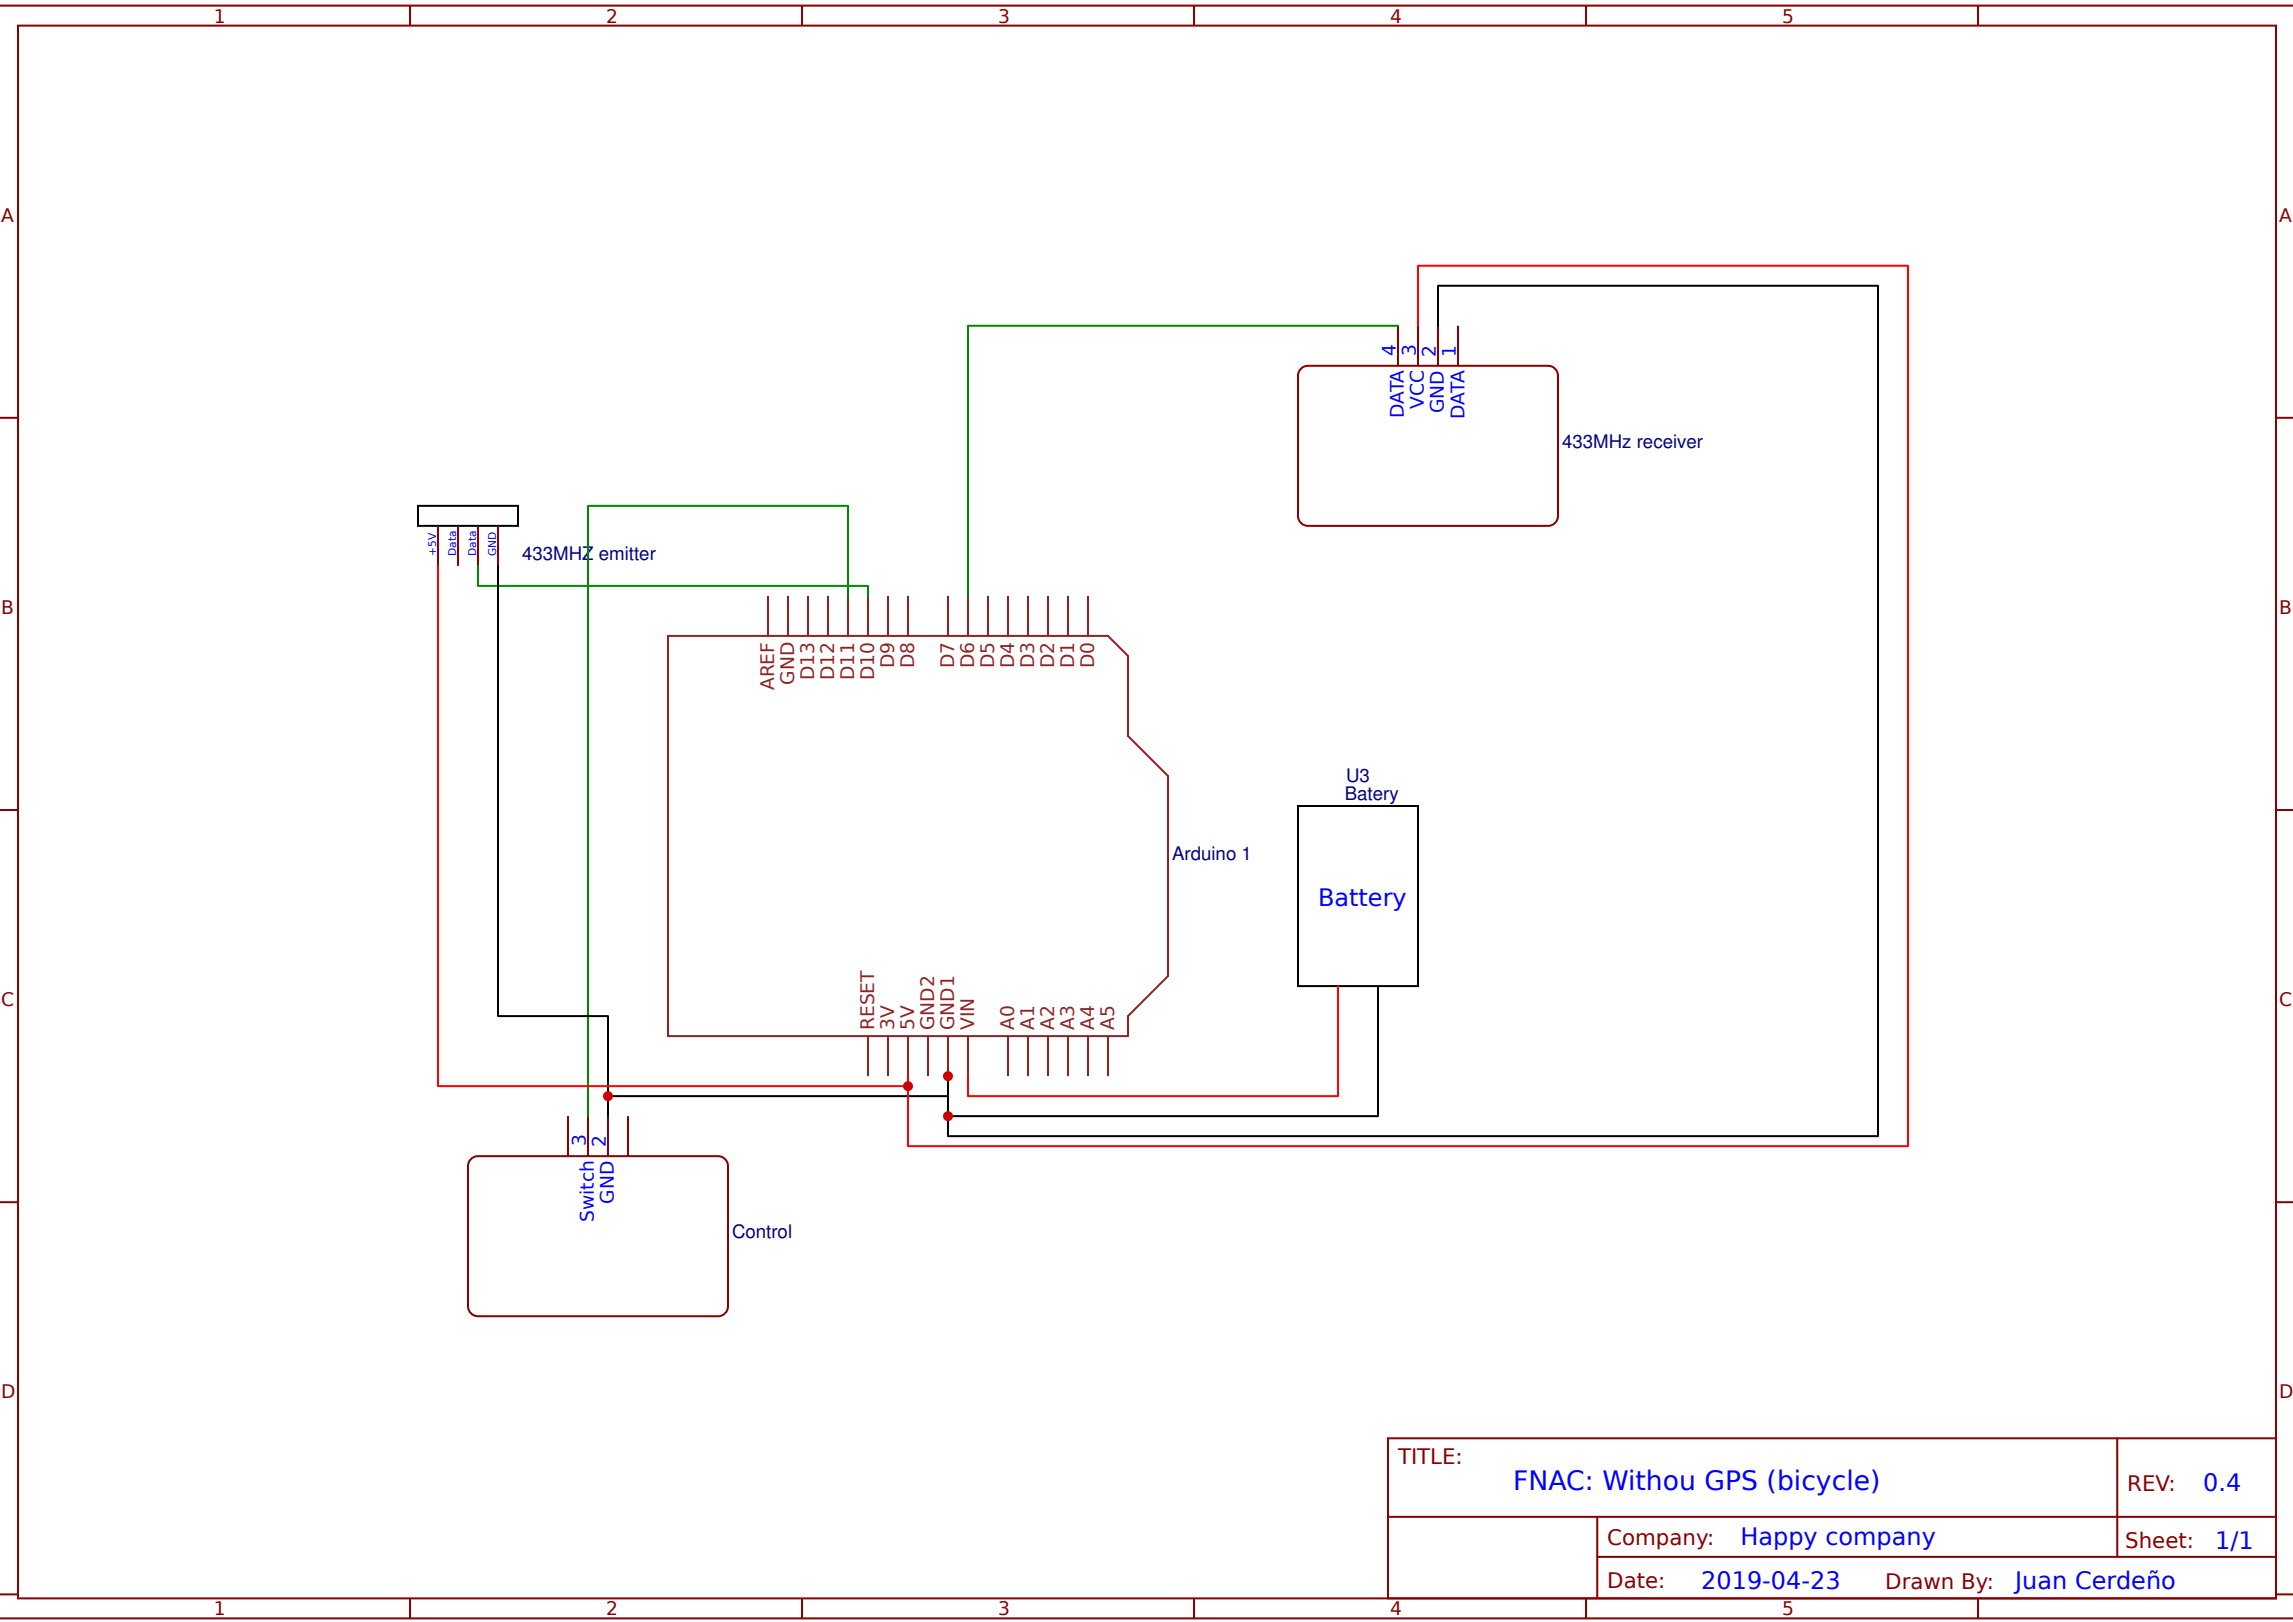 1 2 3 4 5
A A
4 3 2 1
DATA VCC GND DATA
433MHz receiver
+5V Data Data GND
433MHZ emitter
B B
AREF GND D13 D12 D11 D10 D9 D8 D7 D6 D5 D4 D3 D2 D1 D0
U3
Batery
Arduino 1
Battery
C C
RESET 3V 5V GND2 GND1 VIN A0 A1 A2 A3 A4 A5
3 2
Switch GND
Control
D D
TITLE:
FNAC: Withou GPS (bicycle)
REV: 0.4
Company: Happy company
Sheet: 1/1
Date: 2019-04-23 Drawn By: Juan Cerdeño
1 2 3 4 5